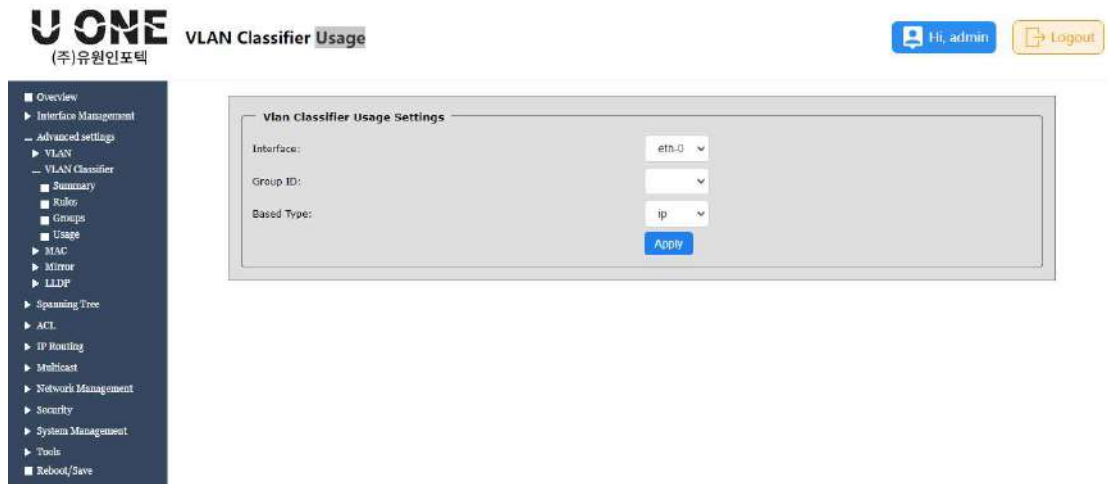 U ONE
(주)유원인포텍
VLAN Classifier Usage
Hi, admin
Logout
Overview
Interface Management
Advanced settings
VLAN
VLAN Classifier
Summary
Rules
Groups
Usage
MAC
Mirror
LLDP
Spanning Tree
ACL
IP Routing
Multicast
Network Management
Security
System Management
Tools
Reboot/Save
Vlan Classifier Usage Settings
Interface: eth-0
Group ID:
Based Type: ip
Apply